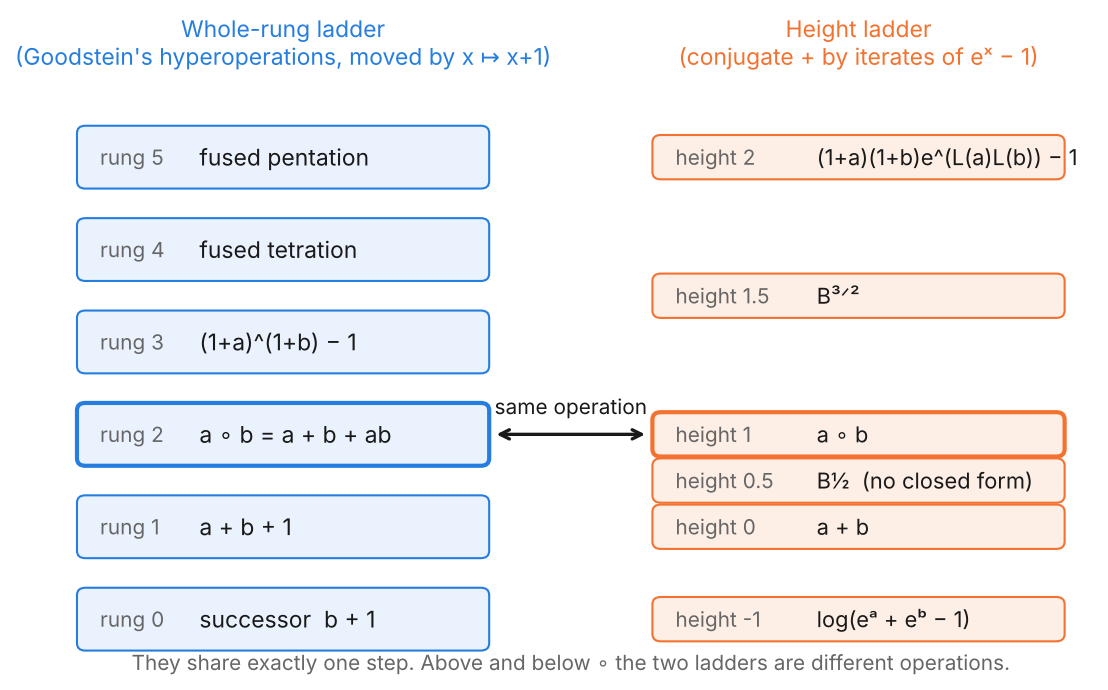 Whole-rung ladder
(Goodstein's hyperoperations, moved by x ↦ x+1)
Height ladder
(conjugate + by iterates of eˣ − 1)
rung 5 fused pentation
height 2 (1+a)(1+b)e^(L(a)L(b)) − 1
rung 4 fused tetration
height 1.5 B³ᐟ²
rung 3 (1+a)^(1+b) − 1
same operation
rung 2 a ∘ b = a + b + ab
height 1 a ∘ b
height 0.5 B½ (no closed form)
rung 1 a + b + 1
height 0 a + b
rung 0 successor b + 1
height -1 log(eᵃ + eᵇ − 1)
They share exactly one step. Above and below ∘ the two ladders are different operations.